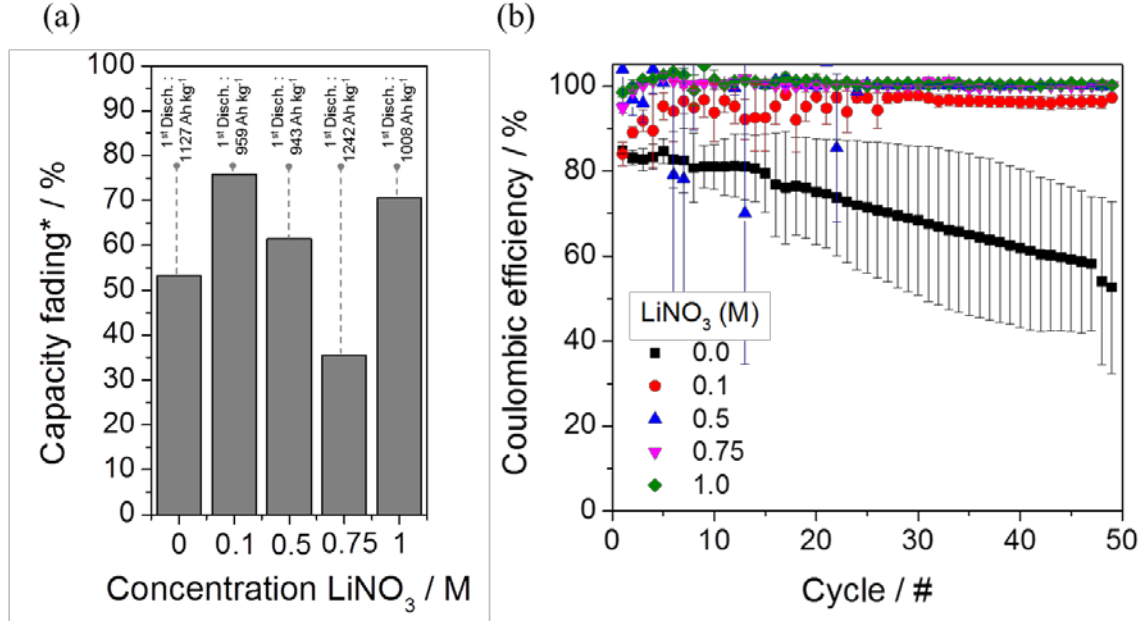 (a)
(b)
Capacity fading* / %
100
90
80
70
60
50
40
30
20
10
0
1st Disch. :
1127 Ah kg-1
1st Disch. :
959 Ah kg-1
1st Disch. :
943 Ah kg-1
1st Disch. :
1242 Ah kg-1
1st Disch. :
1008 Ah kg-1
0 0.1 0.5 0.75 1
Concentration LiNO3 / M
Coulombic efficiency / %
100
80
60
40
20
0
LiNO3 (M)
0.0
0.1
0.5
0.75
1.0
0 10 20 30 40 50
Cycle / #